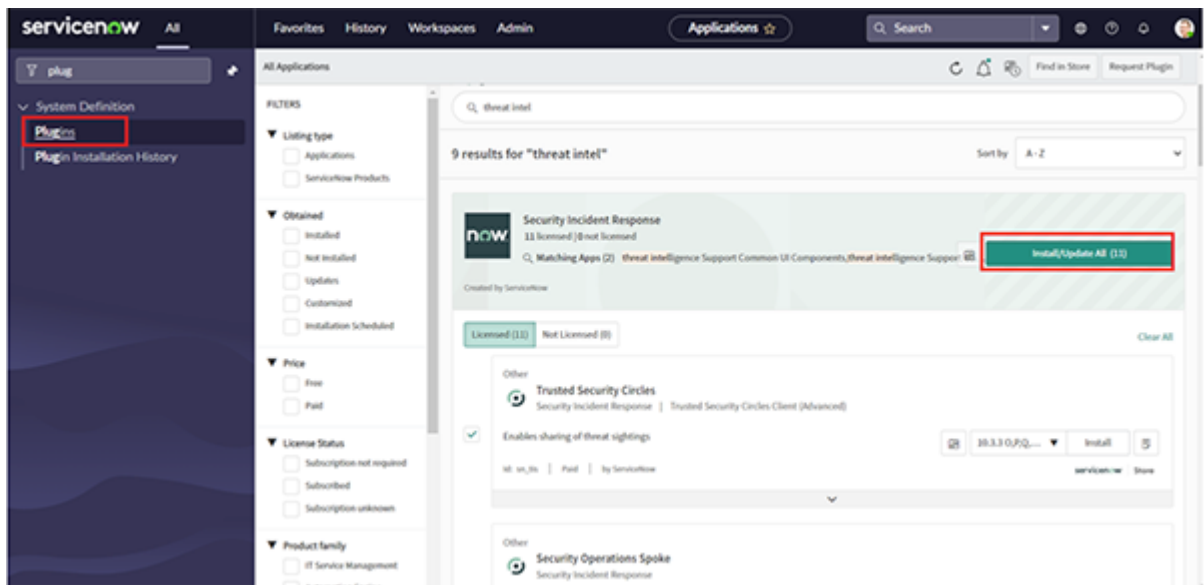 servicenow All Favorites History Workspaces Admin Applications Search
plug
All Applications Find in Store Request Plugin
System Definition
Plugins
Plugin Installation History
FILTERS
Listing type
Applications
ServiceNow Products
Obtained
Installed
Not Installed
Updates
Customized
Installation Scheduled
Price
Free
Paid
License Status
Subscription not required
Subscribed
Subscription unknown
Product family
IT Service Management
threat intel
9 results for "threat intel" Sort by A - Z
now.
Security Incident Response
11 licensed | 0 not licensed
Matching Apps (2) threat intelligence Support Common UI Components, threat intelligence Support
Install/Update All (11)
Created by ServiceNow
Licensed (11) Not Licensed (0) Clear All
Other
Trusted Security Circles
Security Incident Response | Trusted Security Circles Client (Advanced)
Enables sharing of threat sightings
Install
Paid | by ServiceNow
servicenow Store
Other
Security Operations Spoke
Security Incident Response